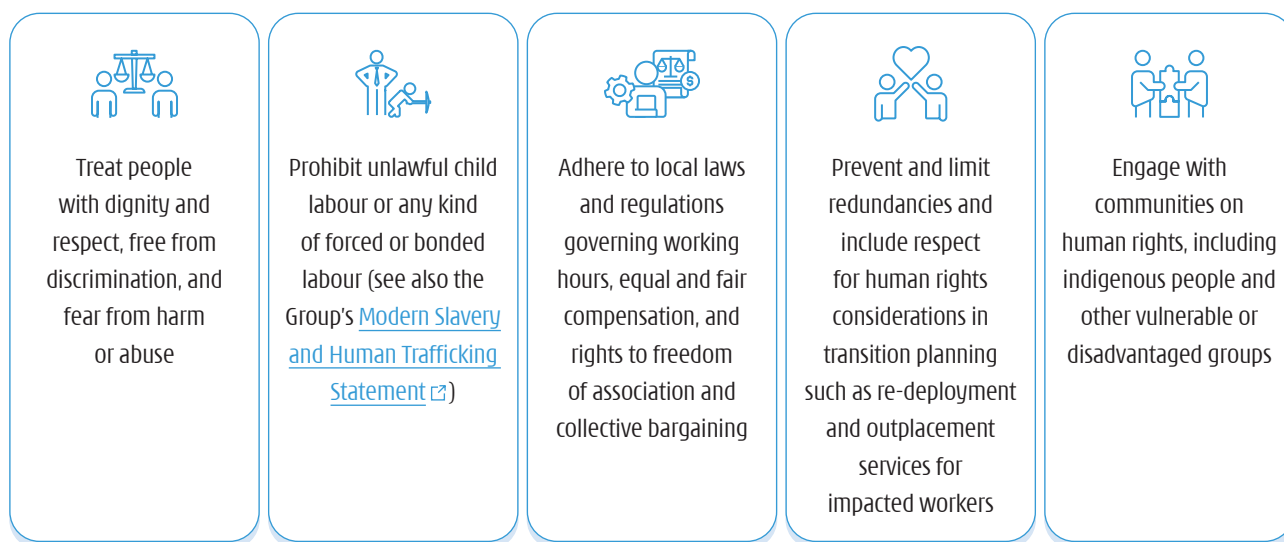 Treat people
with dignity and
respect, free from
discrimination, and
fear from harm
or abuse
Prohibit unlawful child
labour or any kind
of forced or bonded
labour (see also the
Group's Modern Slavery
and Human Trafficking
Statement)
Adhere to local laws
and regulations
governing working
hours, equal and fair
compensation, and
rights to freedom
of association and
collective bargaining
Prevent and limit
redundancies and
include respect
for human rights
considerations in
transition planning
such as re-deployment
and outplacement
services for
impacted workers
Engage with
communities on
human rights, including
indigenous people and
other vulnerable or
disadvantaged groups